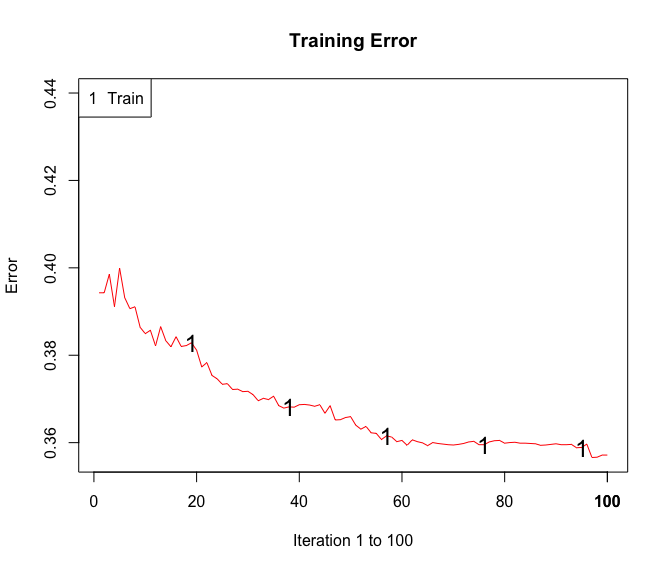 Training Error
1 Train
0.44
0.42
0.40
0.38
0.36
Error
1
1
1
1
1
0 20 40 60 80 100
Iteration 1 to 100